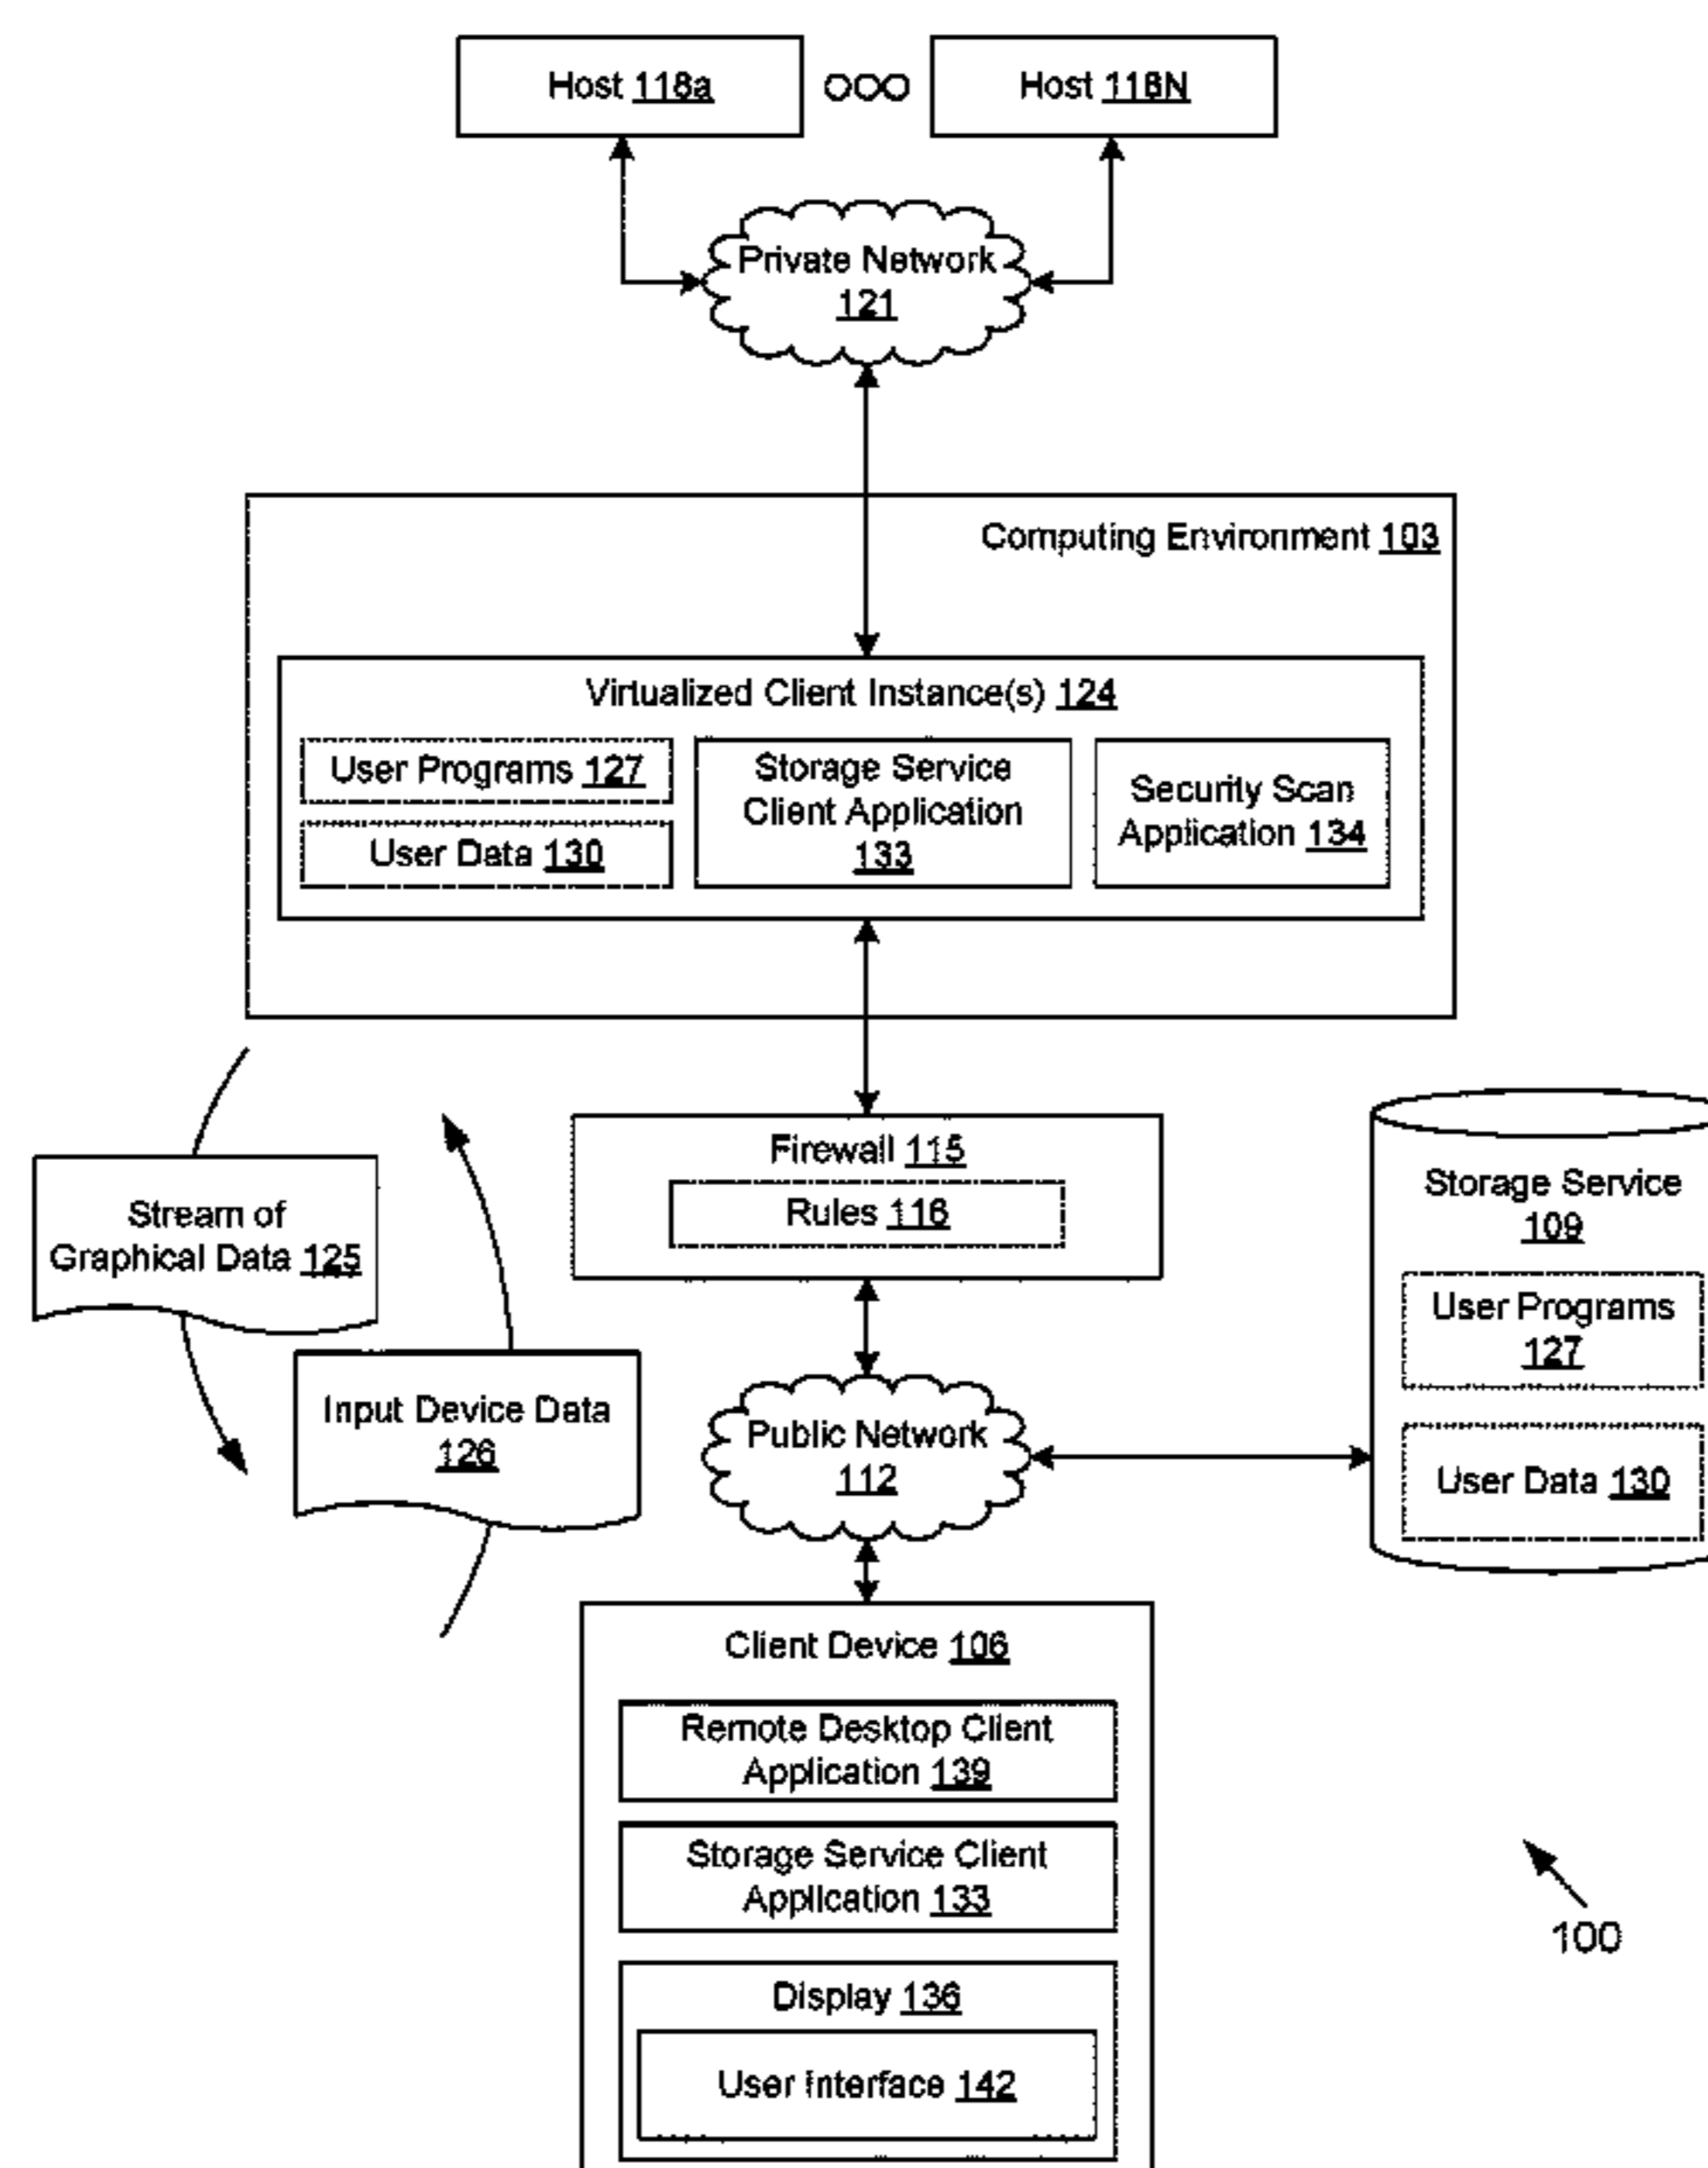 Host 118a
Host 118N
Private Network
121
Computing Environment 103
Virtualized Client Instance(s) 124
User Programs 127
User Data 130
Storage Service
Client Application
133
Security Scan
Application 134
Firewall 115
Rules 116
Stream of
Graphical Data 125
Input Device Data
126
Public Network
112
Storage Service
109
User Programs
127
User Data 130
Client Device 106
Remote Desktop Client
Application 139
Storage Service Client
Application 133
Display 136
User Interface 142
100